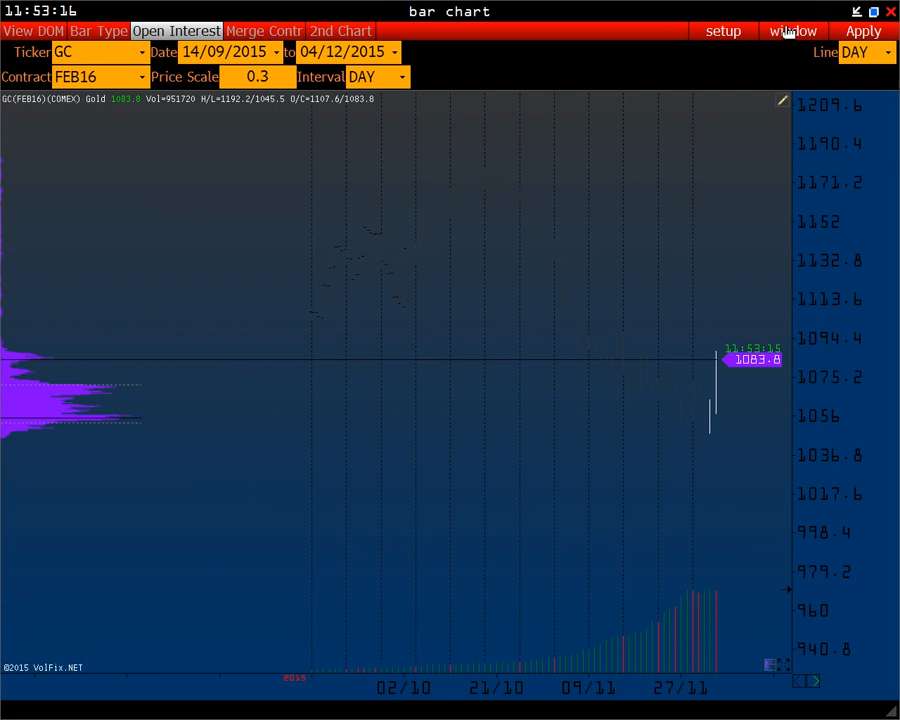 11:53:16 bar chart
View DOM Bar Type Open Interest Merge Contr 2nd Chart setup window Apply
Ticker GC Date 14/09/2015 to 04/12/2015 Line DAY
Contract FEB16 Price Scale 0.3 Interval DAY
GC(FEB16)(COMEX) Gold 1083.8 Vol=951720 H/L=1192.2/1045.5 O/C=1107.6/1083.8
1209.6
1190.4
1171.2
1152
1132.8
1113.6
1094.4
11:53:15
1083.8
1075.2
1056
1036.8
1017.6
998.4
979.2
960
940.8
©2015 VolFix.NET
2015
02/10 21/10 09/11 27/11